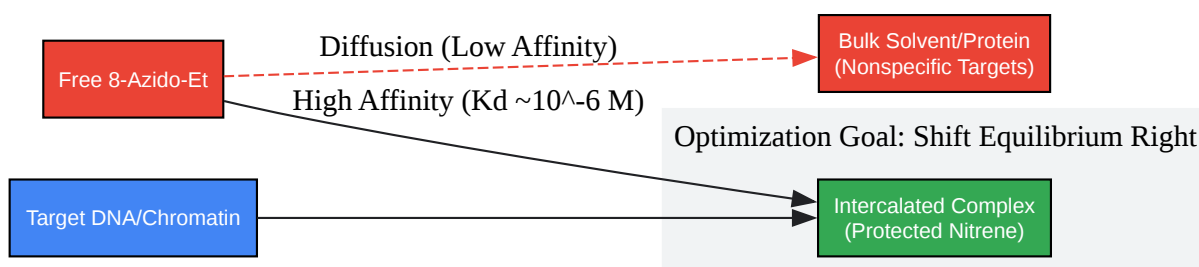 Free 8-Azido-Et
Diffusion (Low Affinity)
Bulk Solvent/Protein
(Nonspecific Targets)
High Affinity (Kd ~10^-6 M)
Optimization Goal: Shift Equilibrium Right
Target DNA/Chromatin
Intercalated Complex
(Protected Nitrene)